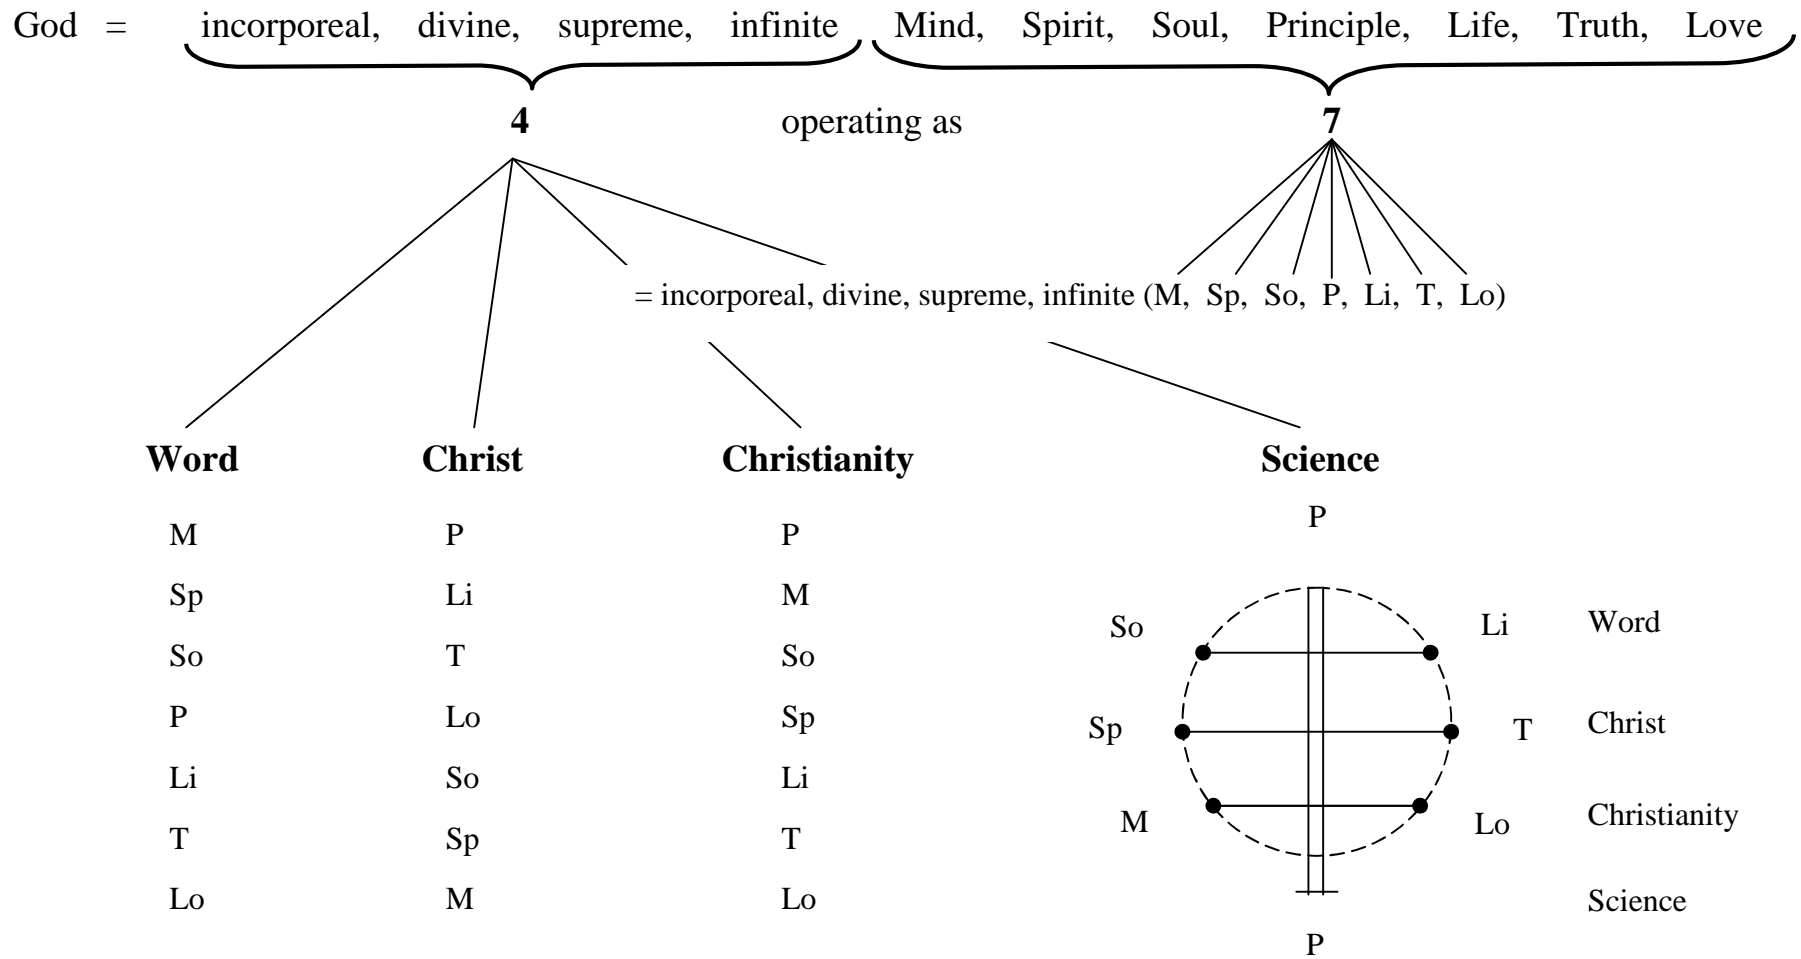 God = incorporeal, divine, supreme, infinite Mind, Spirit, Soul, Principle, Life, Truth, Love
4 operating as 7
= incorporeal, divine, supreme, infinite (M, Sp, So, P, Li, T, Lo)
Word Christ Christianity Science
M P P
Sp Li M
So T So
P Lo Sp
Li So Li
T Sp T
Lo M Lo
P
So Li Word
Sp T Christ
M Lo Christianity
Science
P